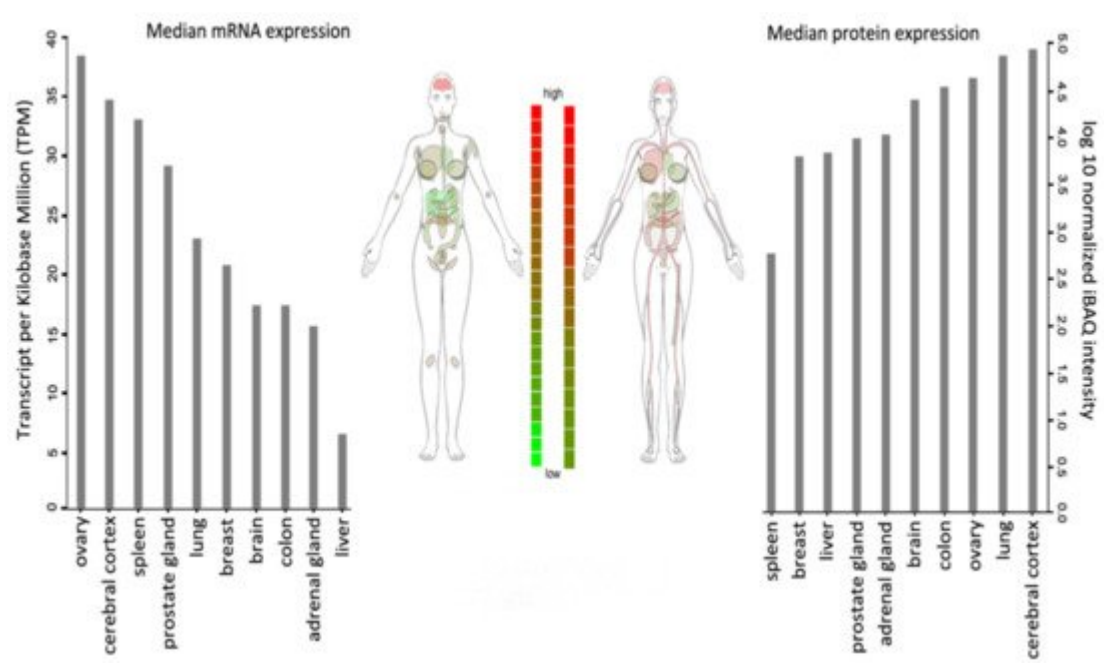 Median mRNA expression
Transcript per Kilobase Million (TPM)
40
35
30
25
20
15
10
5
0
ovary
cerebral cortex
spleen
prostate gland
lung
breast
brain
colon
adrenal gland
liver
high
low
Median protein expression
5.0
4.5
4.0
3.5
3.0
2.5
2.0
1.5
1.0
0.5
0.0
log 10 normalized iBAQ intensity
spleen
breast
liver
prostate gland
adrenal gland
brain
colon
ovary
lung
cerebral cortex